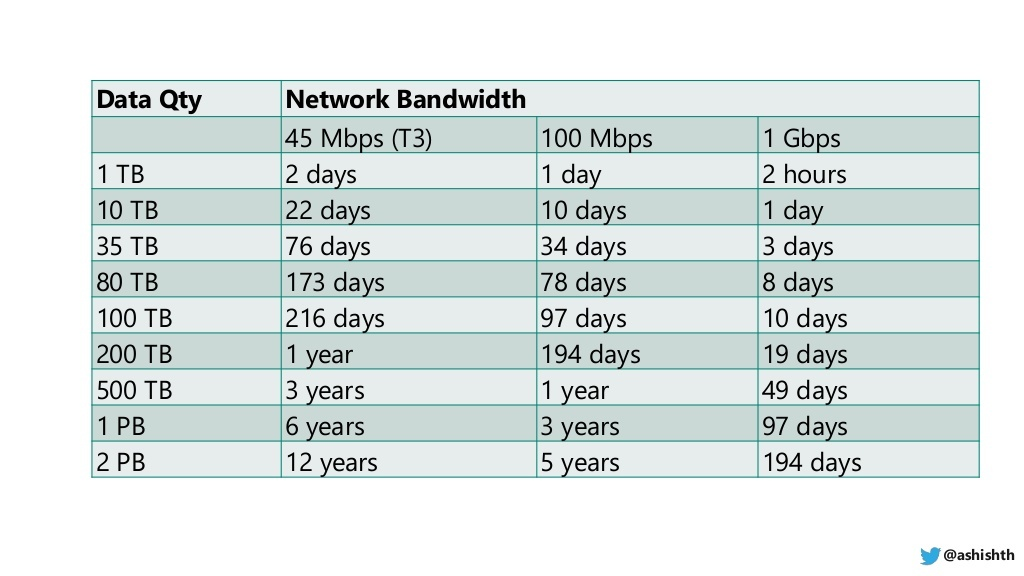 Data Qty Network Bandwidth
45 Mbps (T3) 100 Mbps 1 Gbps
1 TB 2 days 1 day 2 hours
10 TB 22 days 10 days 1 day
35 TB 76 days 34 days 3 days
80 TB 173 days 78 days 8 days
100 TB 216 days 97 days 10 days
200 TB 1 year 194 days 19 days
500 TB 3 years 1 year 49 days
1 PB 6 years 3 years 97 days
2 PB 12 years 5 years 194 days
@ashishth